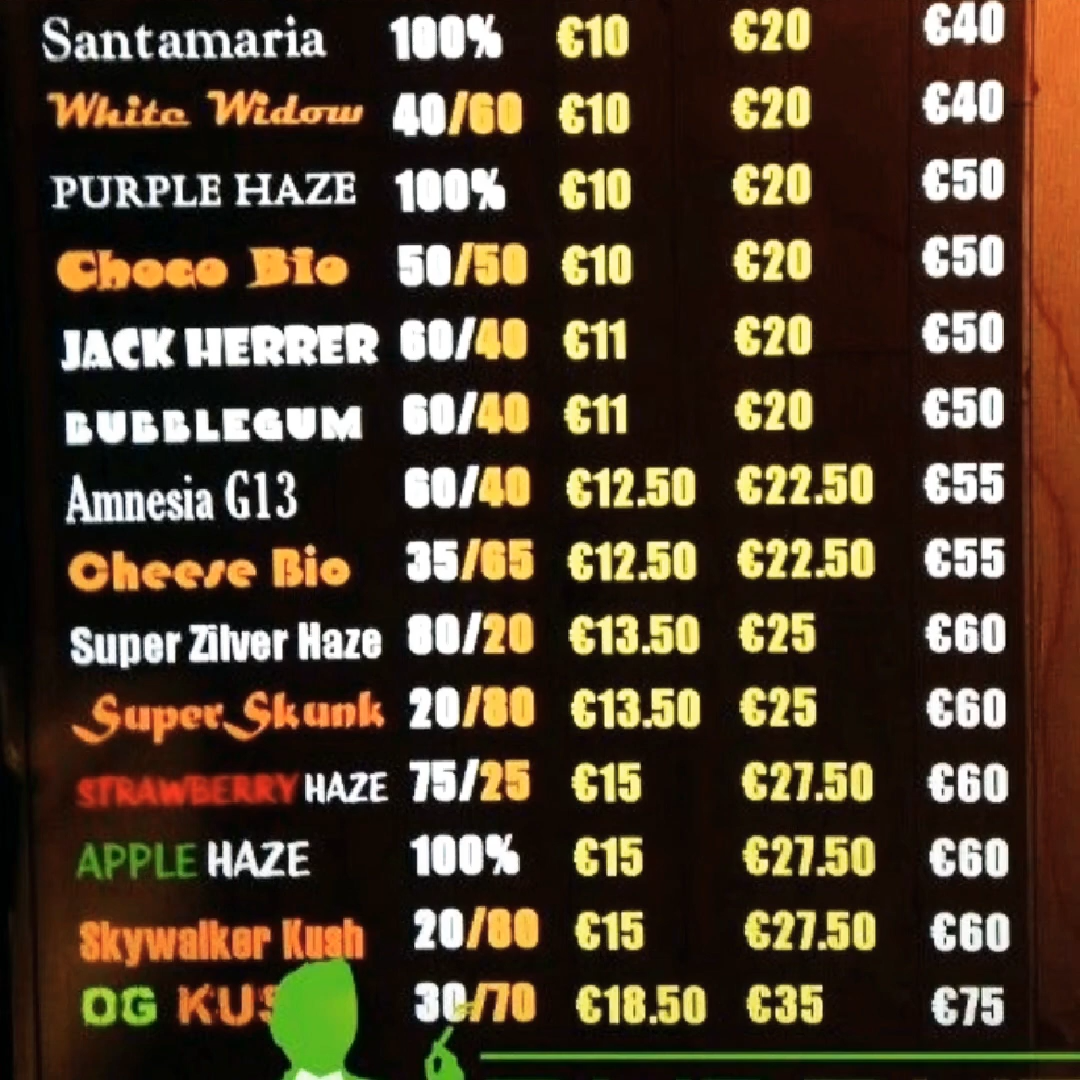 Santamaria 100% €10 €20 €40
White Widow 40/60 €10 €20 €40
PURPLE HAZE 100% €10 €20 €50
Choco Bio 50/50 €10 €20 €50
JACK HERRER 60/40 €11 €20 €50
BUBBLEGUM 60/40 €11 €20 €50
Amnesia G13 60/40 €12.50 €22.50 €55
Cheese Bio 35/65 €12.50 €22.50 €55
Super Zilver Haze 80/20 €13.50 €25 €60
Super Skunk 20/80 €13.50 €25 €60
STRAWBERRY HAZE 75/25 €15 €27.50 €60
APPLE HAZE 100% €15 €27.50 €60
Skywalker Kush 20/80 €15 €27.50 €60
OG KUS 30/70 €18.50 €35 €75